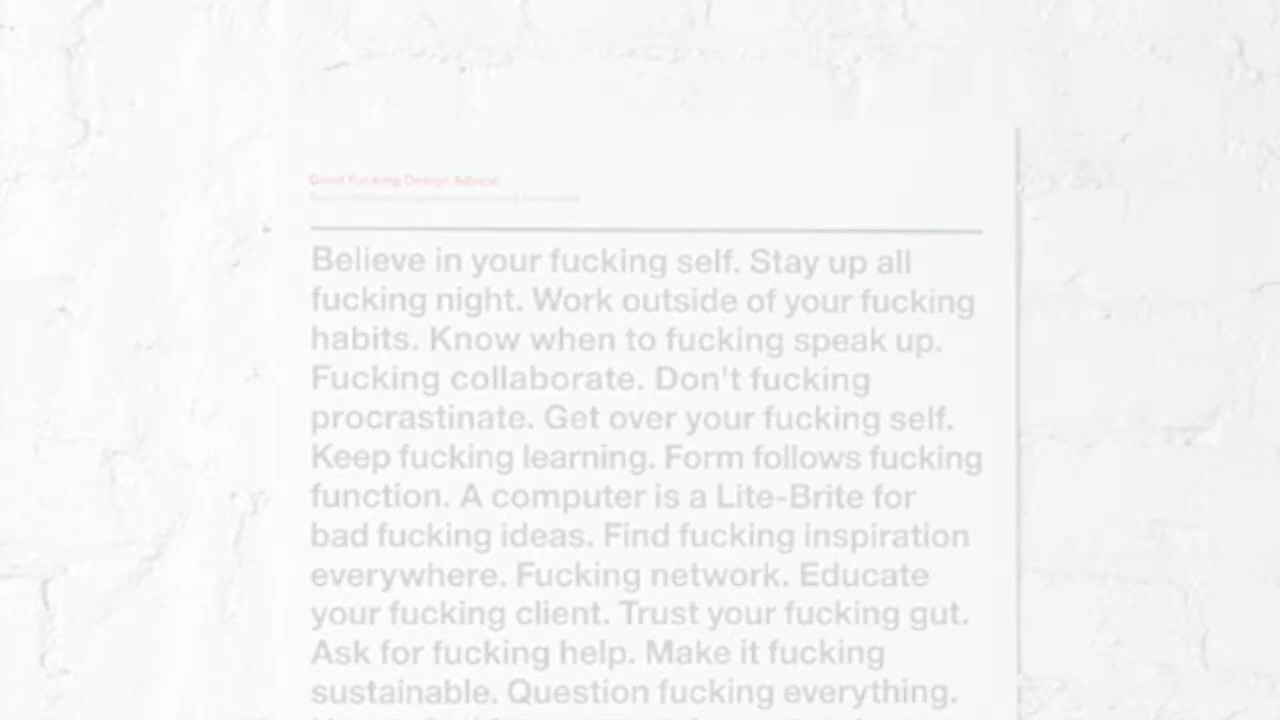 Good Fucking Design Advice
Believe in your fucking self. Stay up all
fucking night. Work outside of your fucking
habits. Know when to fucking speak up.
Fucking collaborate. Don't fucking
procrastinate. Get over your fucking self.
Keep fucking learning. Form follows fucking
function. A computer is a Lite-Brite for
bad fucking ideas. Find fucking inspiration
everywhere. Fucking network. Educate
your fucking client. Trust your fucking gut.
Ask for fucking help. Make it fucking
sustainable. Question fucking everything.